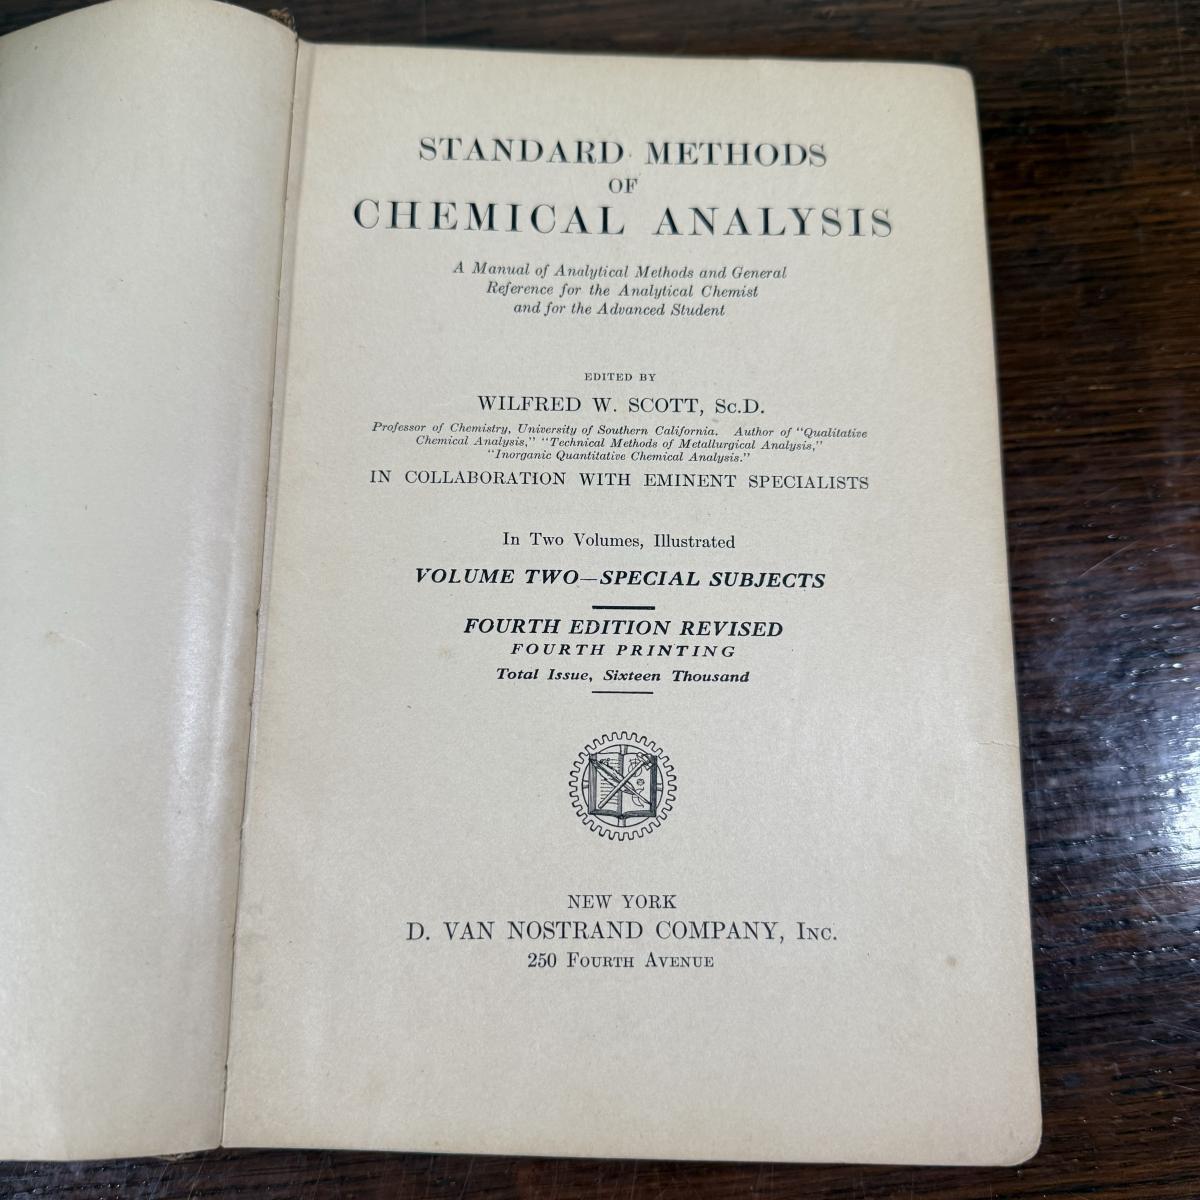 STANDARD METHODS
OF
CHEMICAL ANALYSIS
A Manual of Analytical Methods and General
Reference for the Analytical Chemist
and for the Advanced Student
EDITED BY
WILFRED W. SCOTT, Sc.D.
Professor of Chemistry, University of Southern California. Author of "Qualitative
Chemical Analysis," "Technical Methods of Metallurgical Analysis,"
"Inorganic Quantitative Chemical Analysis."
IN COLLABORATION WITH EMINENT SPECIALISTS
In Two Volumes, Illustrated
VOLUME TWO—SPECIAL SUBJECTS
FOURTH EDITION REVISED
FOURTH PRINTING
Total Issue, Sixteen Thousand
NEW YORK
D. VAN NOSTRAND COMPANY, Inc.
250 Fourth Avenue